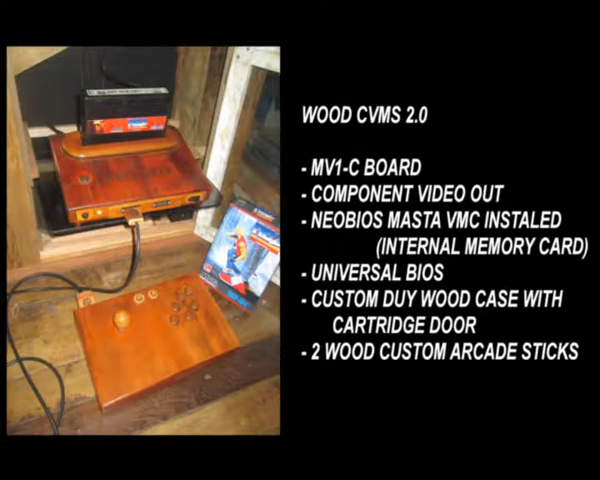 WOOD CVMS 2.0
- MV1-C BOARD
- COMPONENT VIDEO OUT
- NEOBIOS MASTA VMC INSTALED
(INTERNAL MEMORY CARD)
- UNIVERSAL BIOS
- CUSTOM DUY WOOD CASE WITH
CARTRIDGE DOOR
- 2 WOOD CUSTOM ARCADE STICKS